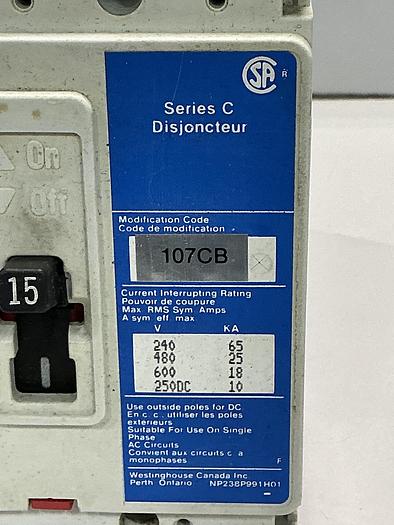 CSA R
Series C
Disjoncteur
On
Off
Modification Code
Code de modification
107CB
15
Current Interrupting Rating
Pouvoir de coupure
Max RMS Sym. Amps
A sym eff max
V KA
240 65
480 25
600 18
250DC 10
Use outside poles for DC
En c. c. utiliser les poles
exterieurs
Suitable For Use On Single
Phase
AC Circuits
Convient aux circuits c a
monophases F
Westinghouse Canada Inc
Perth Ontario NP238P991H01